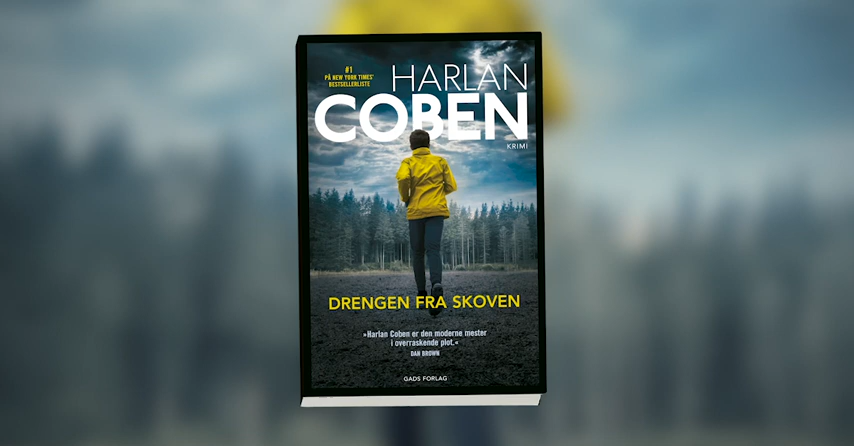 #1
PÅ NEW YORK TIMES'
BESTSELLERLISTE
HARLAN
COBEN
KRIMI
DRENGEN FRA SKOVEN
»Harlan Coben er den moderne mester
i overraskende plot.«
DAN BROWN
GADS FORLAG